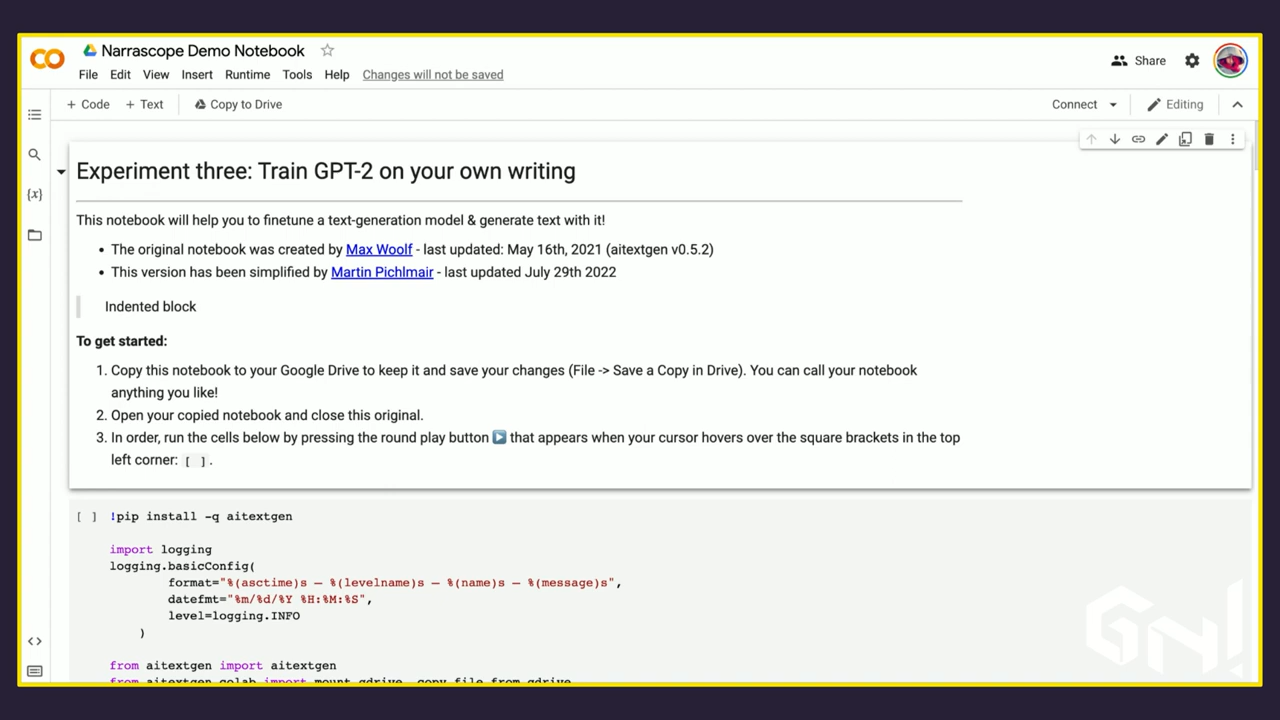 Narrascope Demo Notebook
File Edit View Insert Runtime Tools Help Changes will not be saved
Share
+ Code + Text Copy to Drive
Connect Editing
{x}
Experiment three: Train GPT-2 on your own writing
This notebook will help you to finetune a text-generation model & generate text with it!
• The original notebook was created by Max Woolf - last updated: May 16th, 2021 (aitextgen v0.5.2)
• This version has been simplified by Martin Pichlmair - last updated July 29th 2022
Indented block
To get started:
1. Copy this notebook to your Google Drive to keep it and save your changes (File -> Save a Copy in Drive). You can call your notebook
anything you like!
2. Open your copied notebook and close this original.
3. In order, run the cells below by pressing the round play button ▶️ that appears when your cursor hovers over the square brackets in the top
left corner: [ ].
[ ] !pip install -q aitextgen
import logging
logging.basicConfig(
format="%(asctime)s — %(levelname)s — %(name)s — %(message)s",
datefmt="%m/%d/%Y %H:%M:%S",
level=logging.INFO
)
from aitextgen import aitextgen
from aitextgen.colab import mount_gdrive, copy_file_from_gdrive
GN!